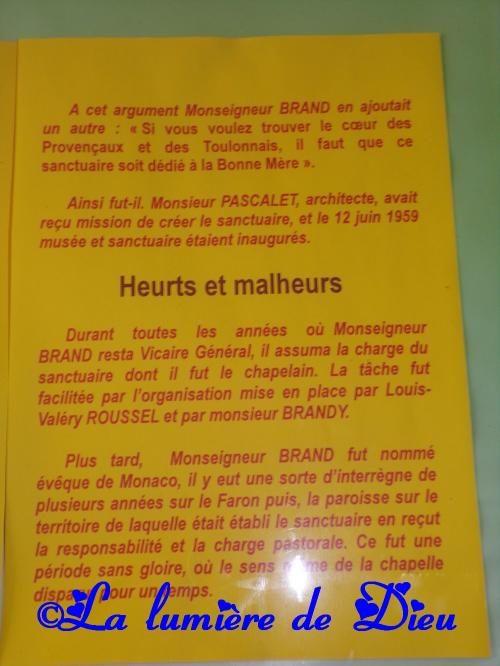 A cet argument Monseigneur BRAND en ajoutait
un autre : « Si vous voulez trouver le cœur des
Provençaux et des Toulonnais, il faut que ce
sanctuaire soit dédié à la Bonne Mère ».
Ainsi fut-il. Monsieur PASCALET, architecte, avait
reçu mission de créer le sanctuaire, et le 12 juin 1959
musée et sanctuaire étaient inaugurés.
Heurts et malheurs
Durant toutes les années où Monseigneur
BRAND resta Vicaire Général, il assuma la charge du
sanctuaire dont il fut le chapelain. La tâche fut
facilitée par l'organisation mise en place par Louis-
Valéry ROUSSEL et par monsieur BRANDY.
Plus tard, Monseigneur BRAND fut nommé
évêque de Monaco, il y eut une sorte d'interrègne de
plusieurs années sur le Faron puis, la paroisse sur le
territoire de laquelle était établi le sanctuaire en reçut
la responsabilité et la charge pastorale. Ce fut une
période sans gloire, où le sens même de la chapelle
disparut pour un temps.
©La lumière de Dieu